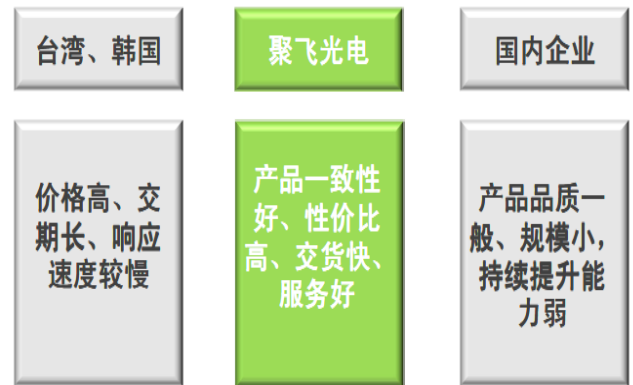 台湾、韩国
聚飞光电
国内企业
价格高、交
期长、响应
速度较慢
产品一致性
好、性价比
高、交货快、
服务好
产品品质一
般、规模小，
持续提升能
力弱